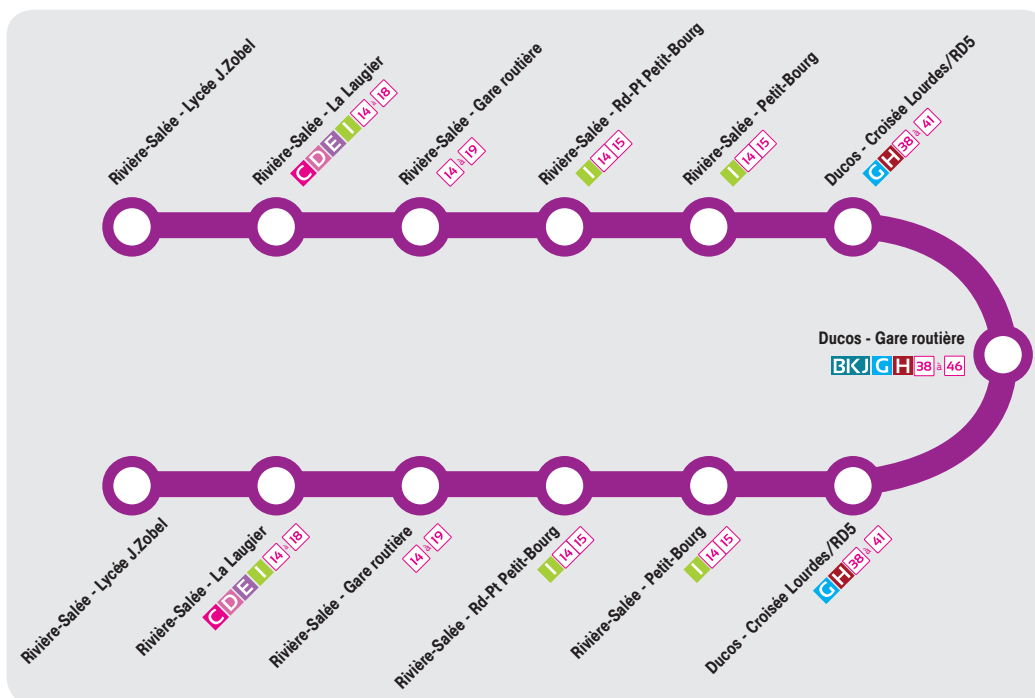 Rivière-Salée - Lycée J.Zobel
Rivière-Salée - La Laugier
C D E I 14 à 18
Rivière-Salée - Gare routière
14 à 19
Rivière-Salée - Rd-Pt Petit-Bourg
I 14 15
Rivière-Salée - Petit-Bourg
I 14 15
Ducos - Croisée Lourdes/RD5
G H 38 à 41
Ducos - Gare routière
BKJ G H 38 à 46
Rivière-Salée - Lycée J.Zobel
Rivière-Salée - La Laugier
C D E I 14 à 18
Rivière-Salée - Gare routière
14 à 19
Rivière-Salée - Rd-Pt Petit-Bourg
I 14 15
Rivière-Salée - Petit-Bourg
I 14 15
Ducos - Croisée Lourdes/RD5
G H 38 à 41